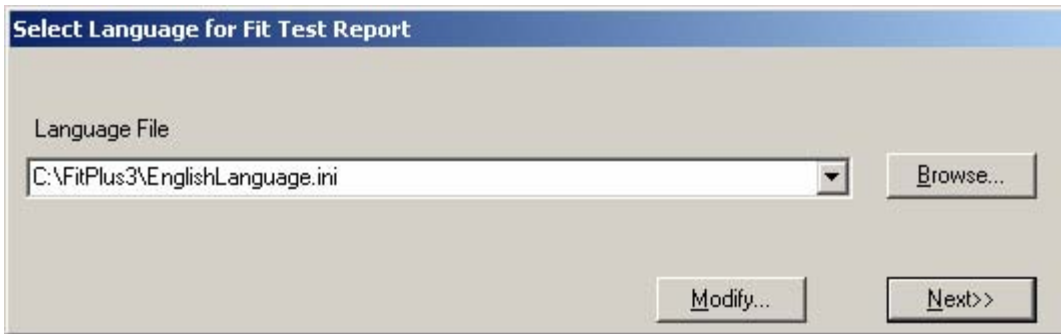 Select Language for Fit Test Report
Language File
C:\FitPlus3\EnglishLanguage.ini
Browse...
Modify...
Next>>